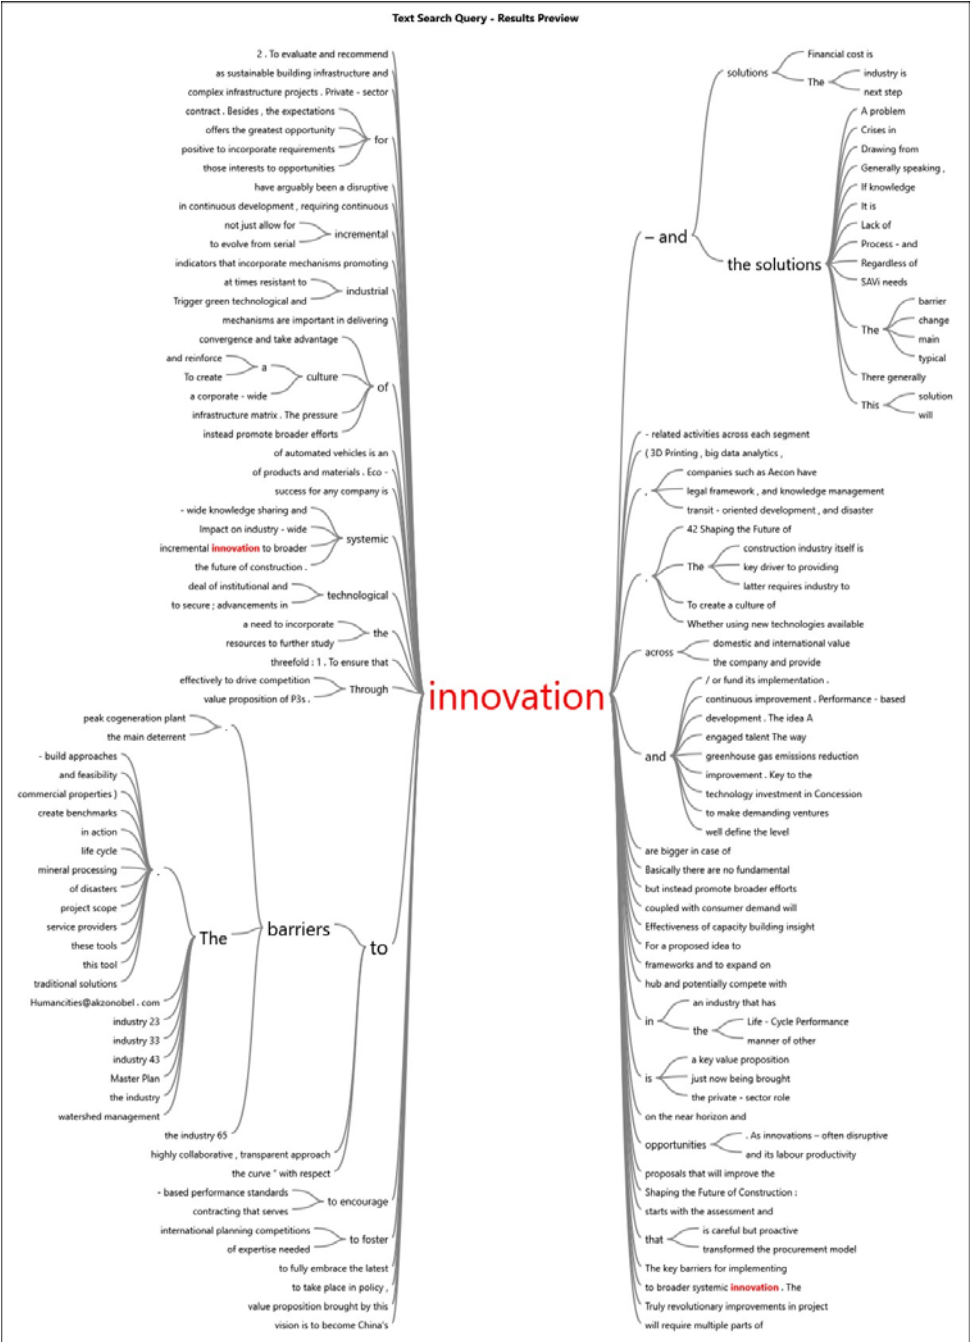 Text Search Query - Results Preview
2 . To evaluate and recommend
as sustainable building infrastructure and
complex infrastructure projects . Private - sector
contract . Besides , the expectations
offers the greatest opportunity
positive to incorporate requirements
those interests to opportunities
for
have arguably been a disruptive
in continuous development , requiring continuous
not just allow for
to evolve from serial
incremental
indicators that incorporate mechanisms promoting
at times resistant to
Trigger green technological and
industrial
mechanisms are important in delivering
convergence and take advantage
and reinforce
To create
a
a corporate - wide
culture
infrastructure matrix . The pressure
instead promote broader efforts
of
of automated vehicles is an
of products and materials . Eco -
success for any company is
- wide knowledge sharing and
Impact on industry - wide
incremental innovation to broader
the future of construction .
systemic
deal of institutional and
to secure ; advancements in
technological
a need to incorporate
resources to further study
the
threefold : 1 . To ensure that
effectively to drive competition
value proposition of P3s .
Through
peak cogeneration plant
the main deterrent
.
- build approaches
and feasibility
commercial properties )
create benchmarks
in action
life cycle
mineral processing
of disasters
project scope
service providers
these tools
this tool
traditional solutions
.
Humancities@akzonobel . com
industry 23
industry 33
industry 43
Master Plan
the industry
watershed management
The
the industry 65
barriers
highly collaborative , transparent approach
the curve " with respect
to
- based performance standards
contracting that serves
to encourage
international planning competitions
of expertise needed
to foster
to fully embrace the latest
to take place in policy ,
value proposition brought by this
vision is to become China's
innovation
– and
solutions
Financial cost is
The
industry is
next step
the solutions
A problem
Crises in
Drawing from
Generally speaking ,
If knowledge
It is
Lack of
Process - and
Regardless of
SAVi needs
The
barrier
change
main
typical
There generally
This
solution
will
- related activities across each segment
( 3D Printing , big data analytics ,
,
companies such as Aecon have
legal framework , and knowledge management
transit - oriented development , and disaster
.
42 Shaping the Future of
The
construction industry itself is
key driver to providing
latter requires industry to
To create a culture of
Whether using new technologies available
across
domestic and international value
the company and provide
and
/ or fund its implementation .
continuous improvement . Performance - based
development . The idea A
engaged talent The way
greenhouse gas emissions reduction
improvement . Key to the
technology investment in Concession
to make demanding ventures
well define the level
are bigger in case of
Basically there are no fundamental
but instead promote broader efforts
coupled with consumer demand will
Effectiveness of capacity building insight
For a proposed idea to
frameworks and to expand on
hub and potentially compete with
in
an industry that has
the
Life - Cycle Performance
manner of other
is
a key value proposition
just now being brought
the private - sector role
on the near horizon and
opportunities
. As innovations – often disruptive
and its labour productivity
proposals that will improve the
Shaping the Future of Construction :
starts with the assessment and
that
is careful but proactive
transformed the procurement model
The key barriers for implementing
to broader systemic innovation . The
Truly revolutionary improvements in project
will require multiple parts of